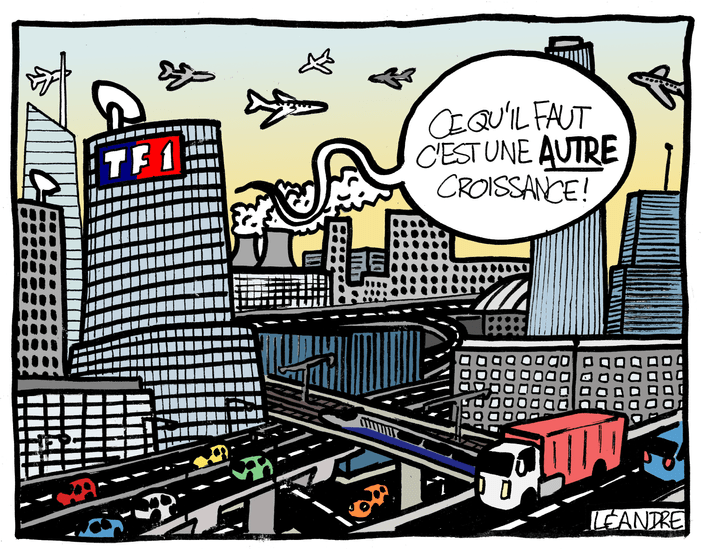 TF1
CE QU'IL FAUT
C'EST UNE AUTRE
CROISSANCE!
LÉANDRE